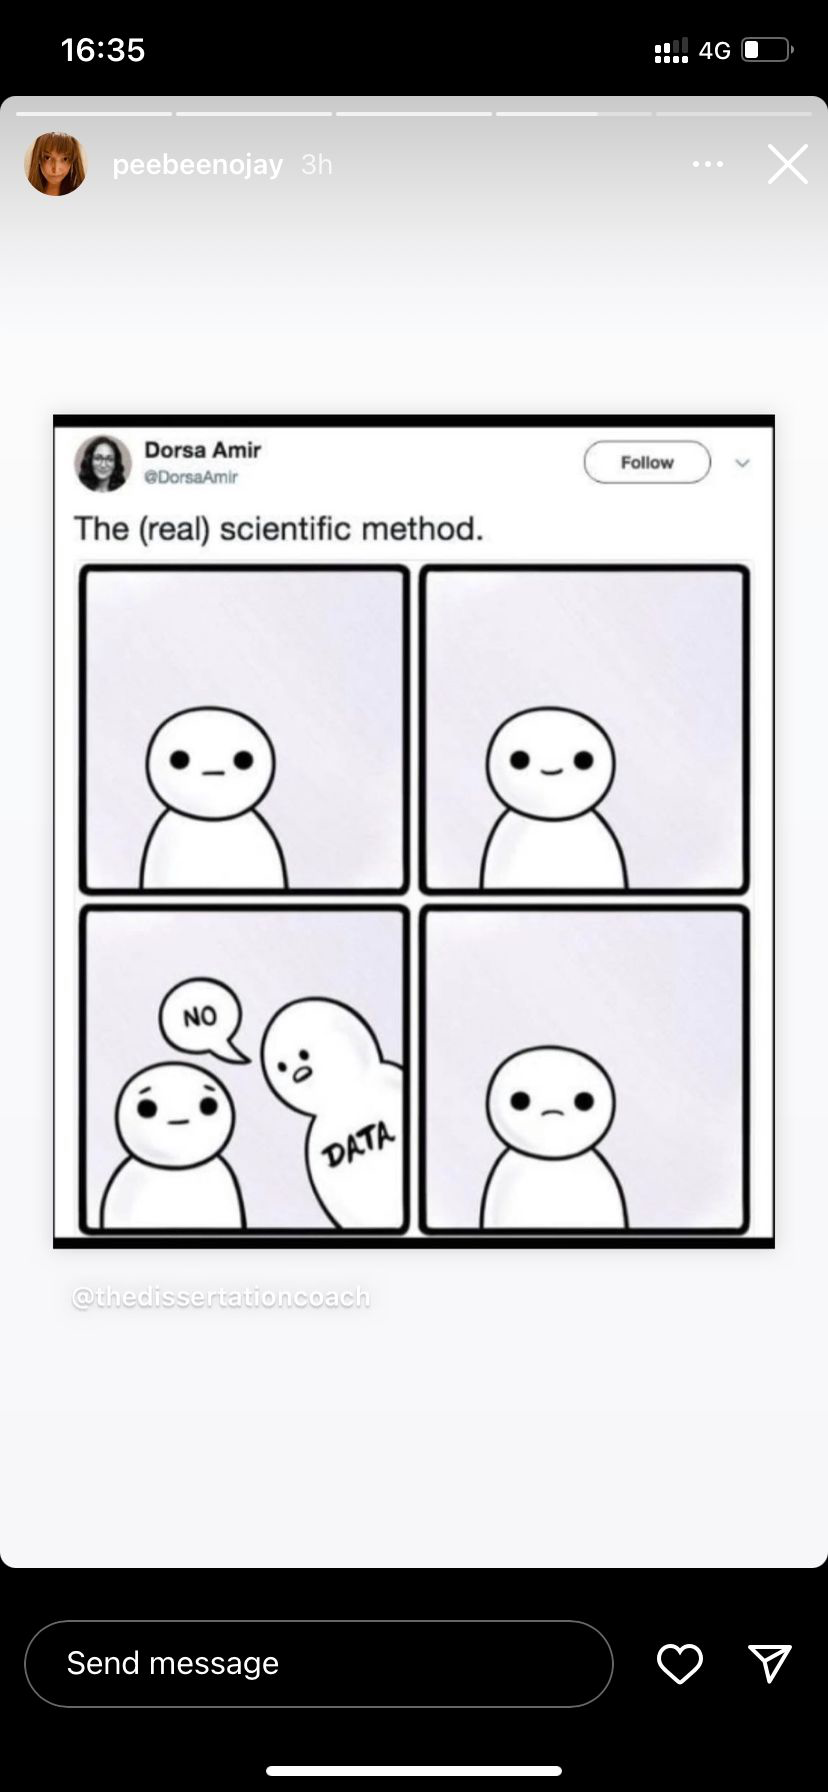 16:35
4G
peebeenojay 3h
Dorsa Amir
@DorsaAmir
Follow
The (real) scientific method.
NO
DATA
@thedissertationcoach
Send message